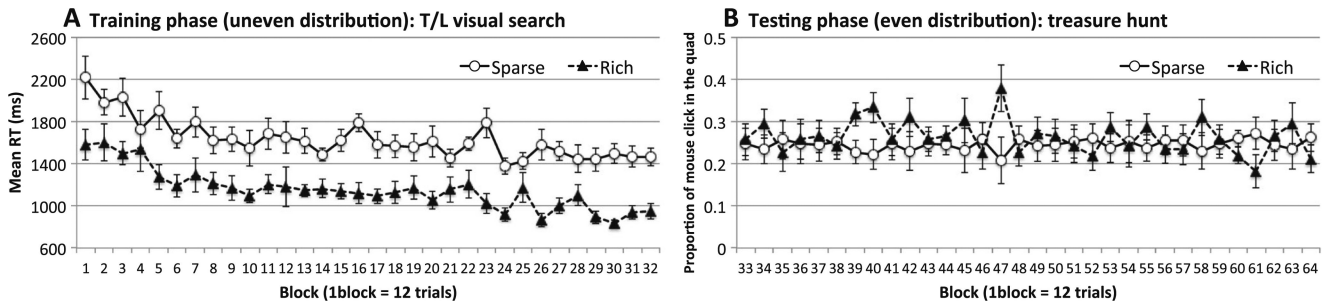 A Training phase (uneven distribution): T/L visual search
2600
2200
1800
1400
1000
600
Mean RT (ms)
Sparse Rich
1 2 3 4 5 6 7 8 9 10 11 12 13 14 15 16 17 18 19 20 21 22 23 24 25 26 27 28 29 30 31 32
Block (1block = 12 trials)
B Testing phase (even distribution): treasure hunt
0.5
0.4
0.3
0.2
0.1
0
Proportion of mouse click in the quad
Sparse Rich
33 34 35 36 37 38 39 40 41 42 43 44 45 46 47 48 49 50 51 52 53 54 55 56 57 58 59 60 61 62 63 64
Block (1block = 12 trials)